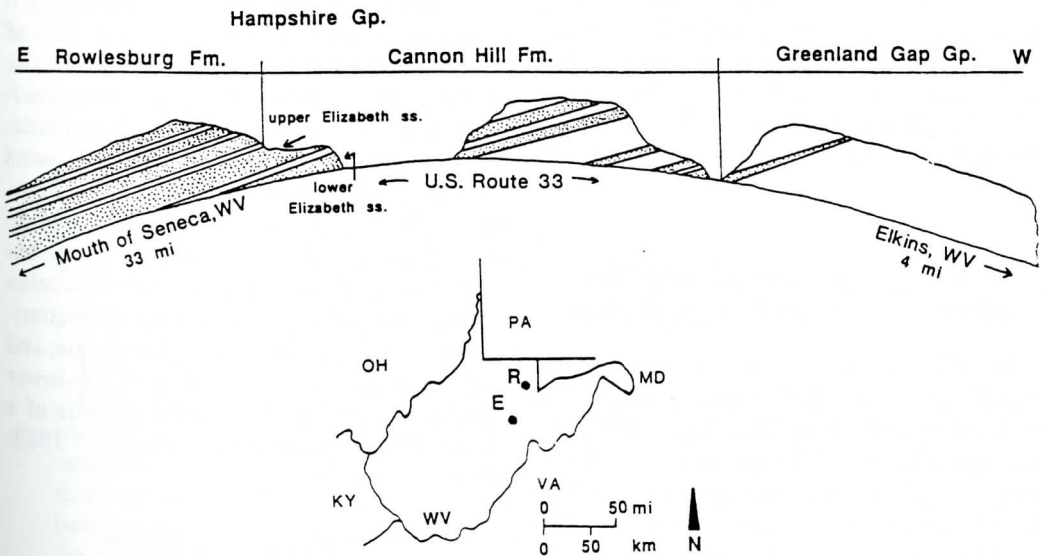 Hampshire Gp.
E Rowlesburg Fm. Cannon Hill Fm. Greenland Gap Gp. W
upper Elizabeth ss.
lower
Elizabeth ss.
U.S. Route 33
Mouth of Seneca, WV
33 mi
Elkins, WV
4 mi
PA
OH
MD
R
E
VA
KY
WV
0 50 mi
0 50 km
N